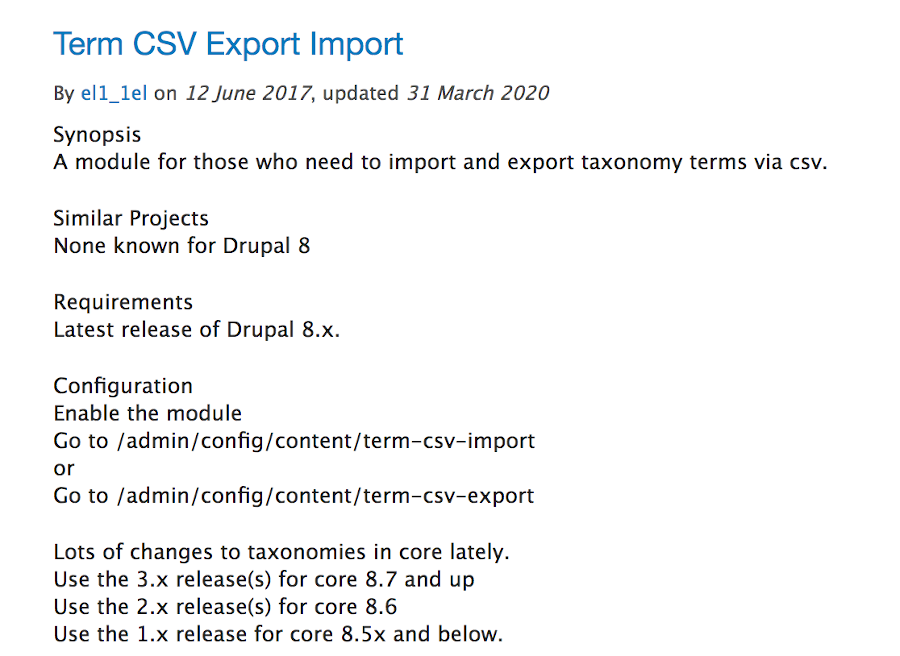 Term CSV Export Import
By el1_1el on 12 June 2017, updated 31 March 2020
Synopsis
A module for those who need to import and export taxonomy terms via csv.
Similar Projects
None known for Drupal 8
Requirements
Latest release of Drupal 8.x.
Configuration
Enable the module
Go to /admin/config/content/term-csv-import
or
Go to /admin/config/content/term-csv-export
Lots of changes to taxonomies in core lately.
Use the 3.x release(s) for core 8.7 and up
Use the 2.x release(s) for core 8.6
Use the 1.x release for core 8.5x and below.